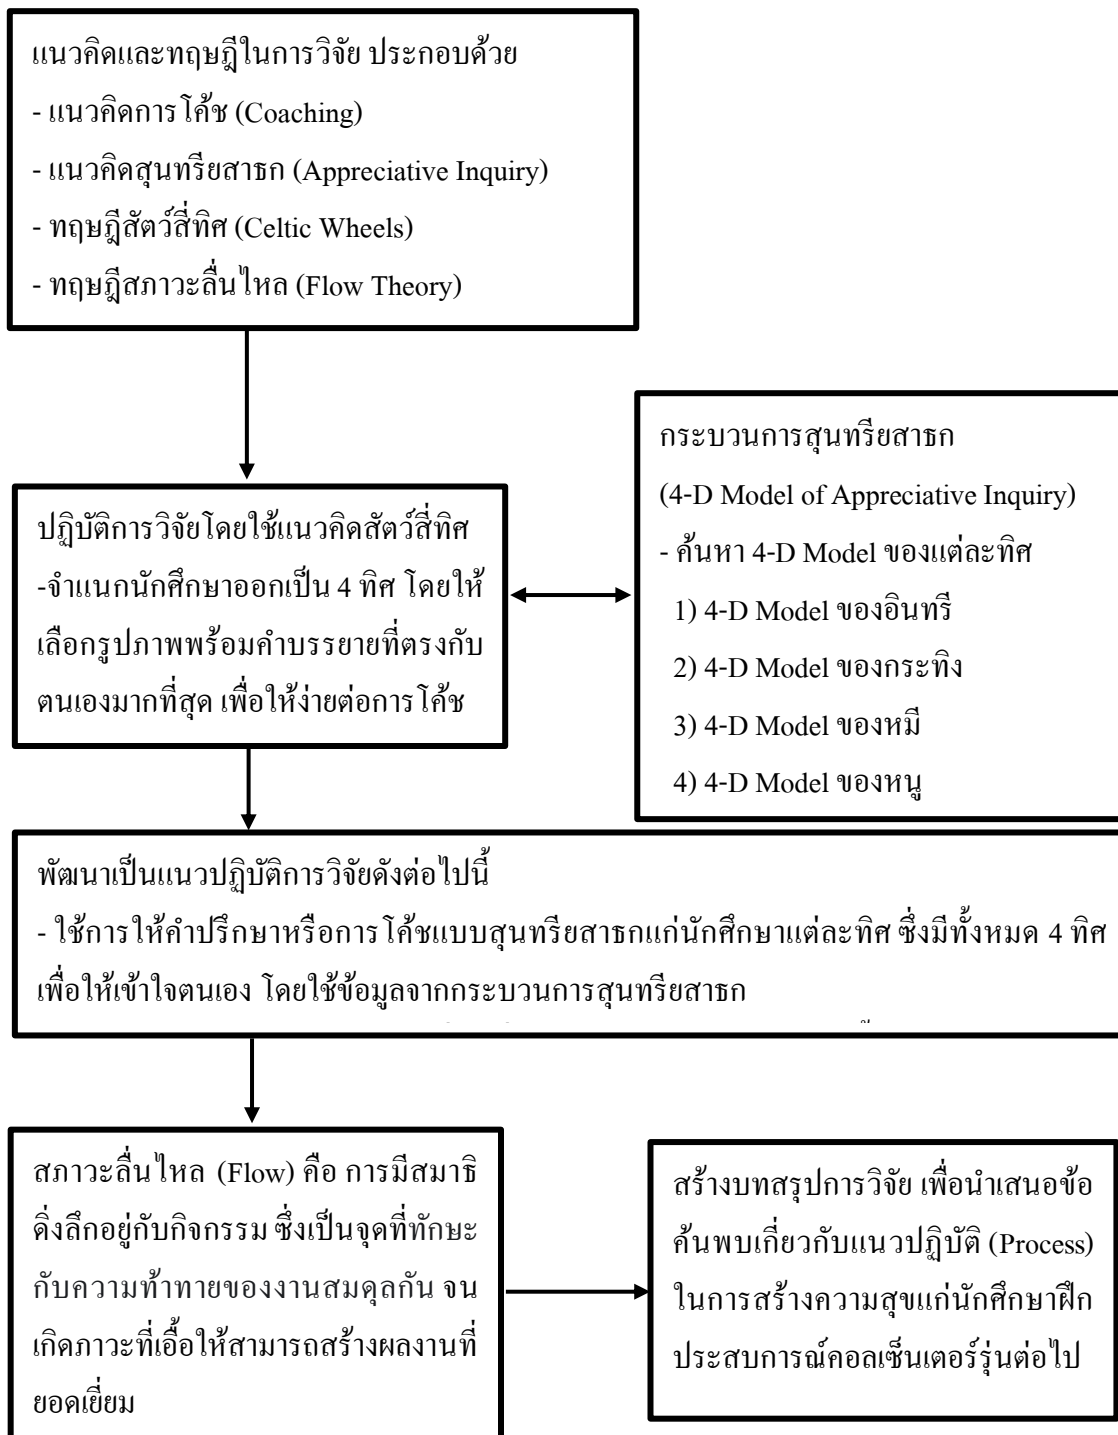 แนวคิดและทฤษฎีในการวิจัย ประกอบด้วย
- แนวคิดการโค้ช (Coaching)
- แนวคิดสุนทรียสาธก (Appreciative Inquiry)
- ทฤษฎีสัตว์สี่ทิศ (Celtic Wheels)
- ทฤษฎีสภาวะลื่นไหล (Flow Theory)
ปฏิบัติการวิจัยโดยใช้แนวคิดสัตว์สี่ทิศ
-จำแนกนักศึกษาออกเป็น 4 ทิศ โดยให้
เลือกรูปภาพพร้อมคำบรรยายที่ตรงกับ
ตนเองมากที่สุด เพื่อให้ง่ายต่อการโค้ช
กระบวนการสุนทรียสาธก
(4-D Model of Appreciative Inquiry)
- ค้นหา 4-D Model ของแต่ละทิศ
1) 4-D Model ของอินทรี
2) 4-D Model ของกระทิง
3) 4-D Model ของหมี
4) 4-D Model ของหนู
พัฒนาเป็นแนวปฏิบัติการวิจัยดังต่อไปนี้
- ใช้การให้คำปรึกษาหรือการโค้ชแบบสุนทรียสาธกแก่นักศึกษาแต่ละทิศ ซึ่งมีทั้งหมด 4 ทิศ
เพื่อให้เข้าใจตนเอง โดยใช้ข้อมูลจากกระบวนการสุนทรียสาธก
สภาวะลื่นไหล (Flow) คือ การมีสมาธิ
ดิ่งลึกอยู่กับกิจกรรม ซึ่งเป็นจุดที่ทักษะ
กับความท้าทายของงานสมดุลกัน จน
เกิดภาวะที่เอื้อให้สามารถสร้างผลงานที่
ยอดเยี่ยม
สร้างบทสรุปการวิจัย เพื่อนำเสนอข้อ
ค้นพบเกี่ยวกับแนวปฏิบัติ (Process)
ในการสร้างความสุขแก่นักศึกษาฝึก
ประสบการณ์คอลเซ็นเตอร์รุ่นต่อไป